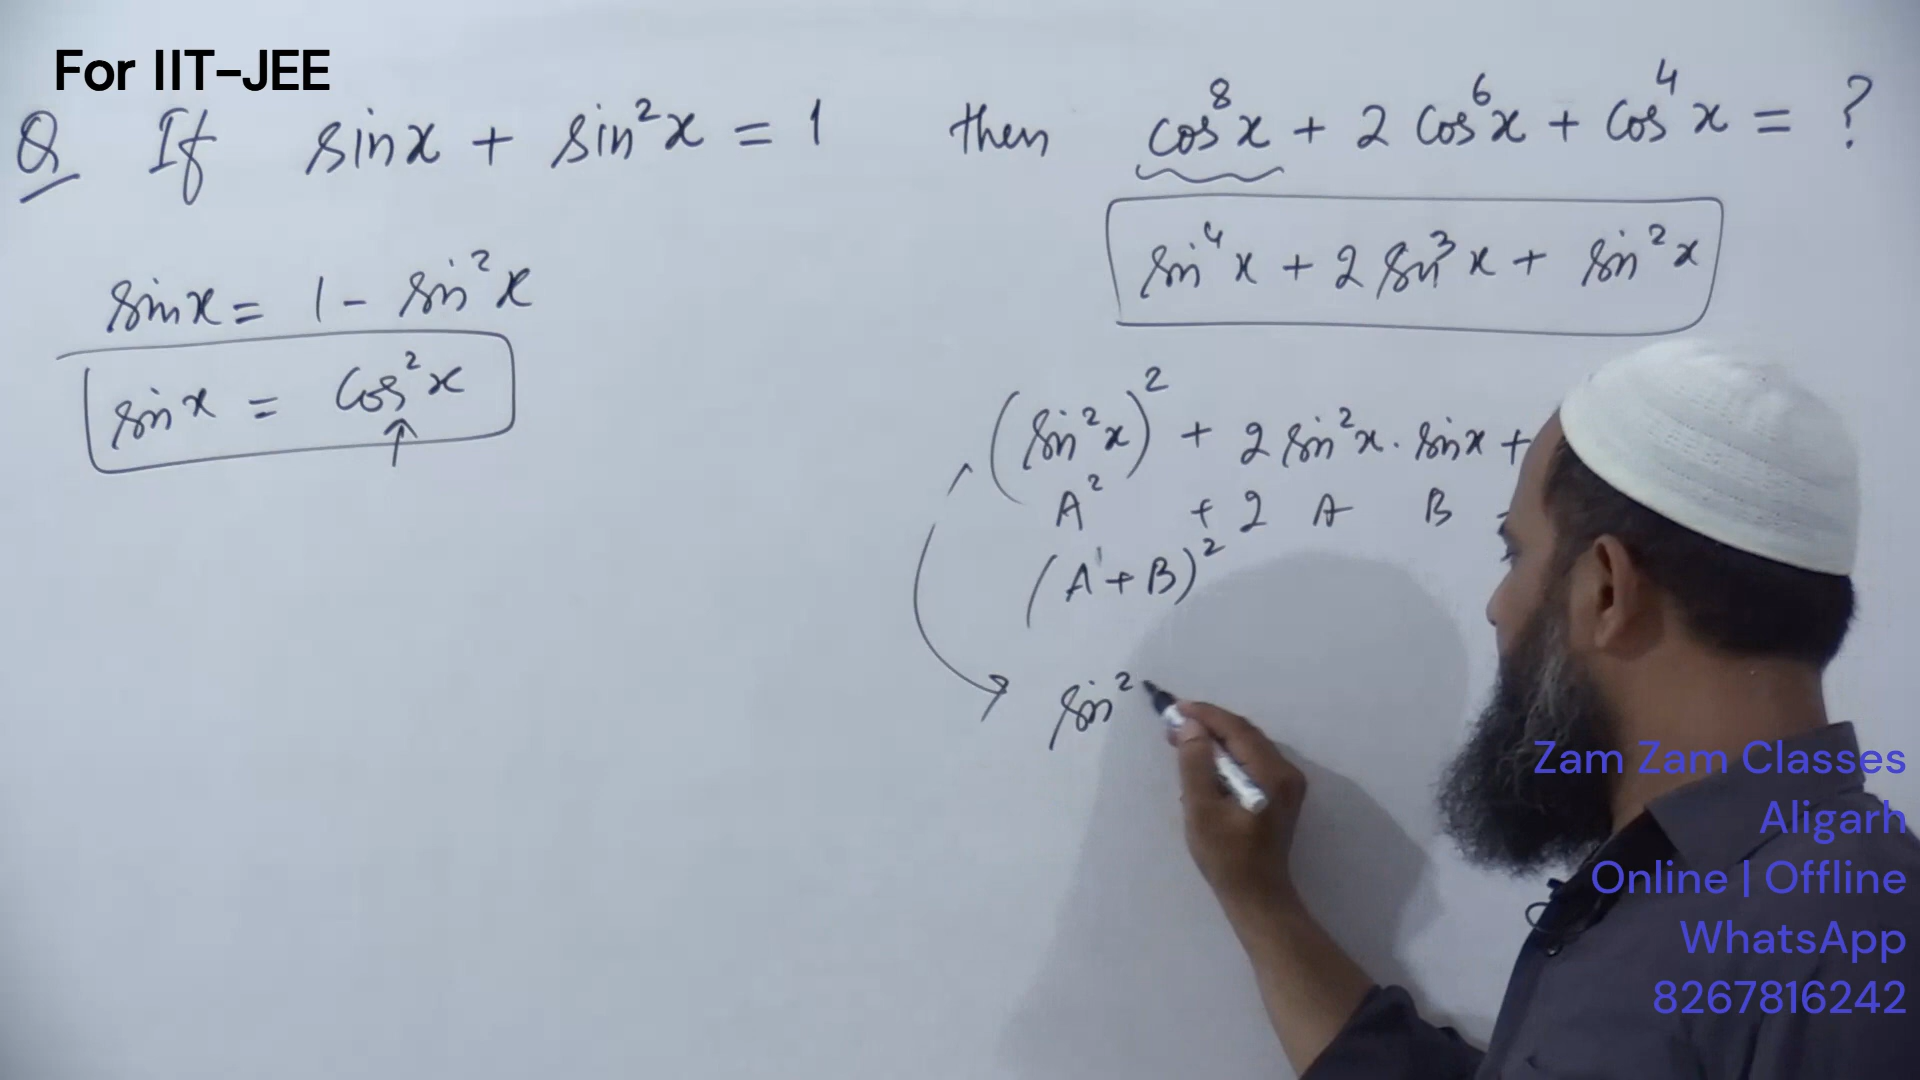 For IIT-JEE
Q If sinx + sin²x = 1 then cos⁸x + 2 cos⁶x + cos⁴x = ?
sin⁴x + 2 sin³x + sin²x
sinx = 1 - sin²x
sinx = cos²x
(sin²x)² + 2 sin²x · sinx +
A² + 2 A B
(A + B)²
sin²
Zam Zam Classes
Aligarh
Online | Offline
WhatsApp
8267816242